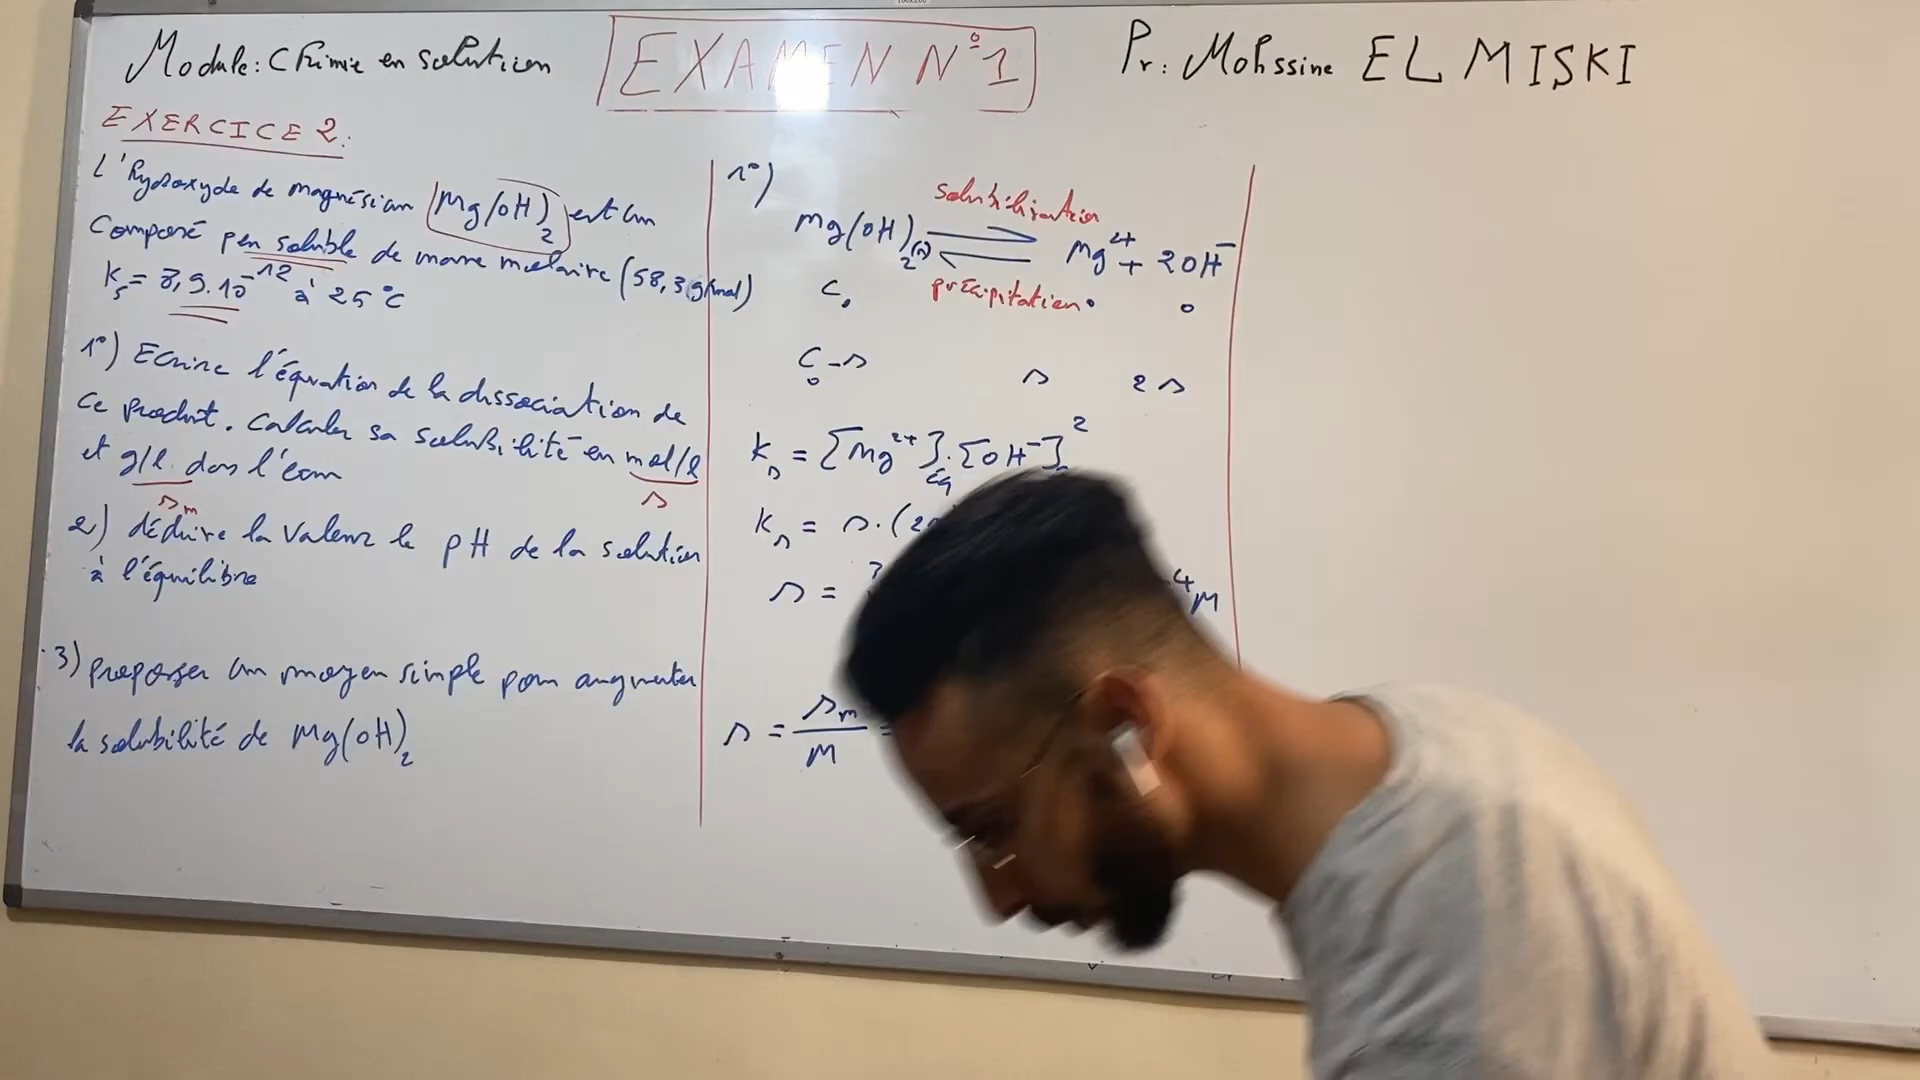 Module: Chimie en solution
EXAMEN N°1
Pr: Mohssine EL MISKI
EXERCICE 2:
L'hydroxyde de magnésium (Mg(OH)2) est un
Composé peu soluble de masse molaire (58,3 g/mol)
Ks = 8,9.10^-12 à 25°C
1°) Ecrire l'équation de la dissociation de
ce produit. Calculer sa solubilité en mol/l
et g/l. dans l'eau
sm s
2) déduire la valeur le pH de la solution
à l'équilibre
3) proposer un moyen simple pour augmenter
la solubilité de Mg(OH)2
1°)
solubilisation
Mg(OH)2(s) ⇌ Mg2+ + 2OH-
précipitation
C0 0 0
C0-s s 2s
Ks = [Mg2+]éq.[OH-]2
Ks = s.(2s
s =
-4 M
s = sm/M =